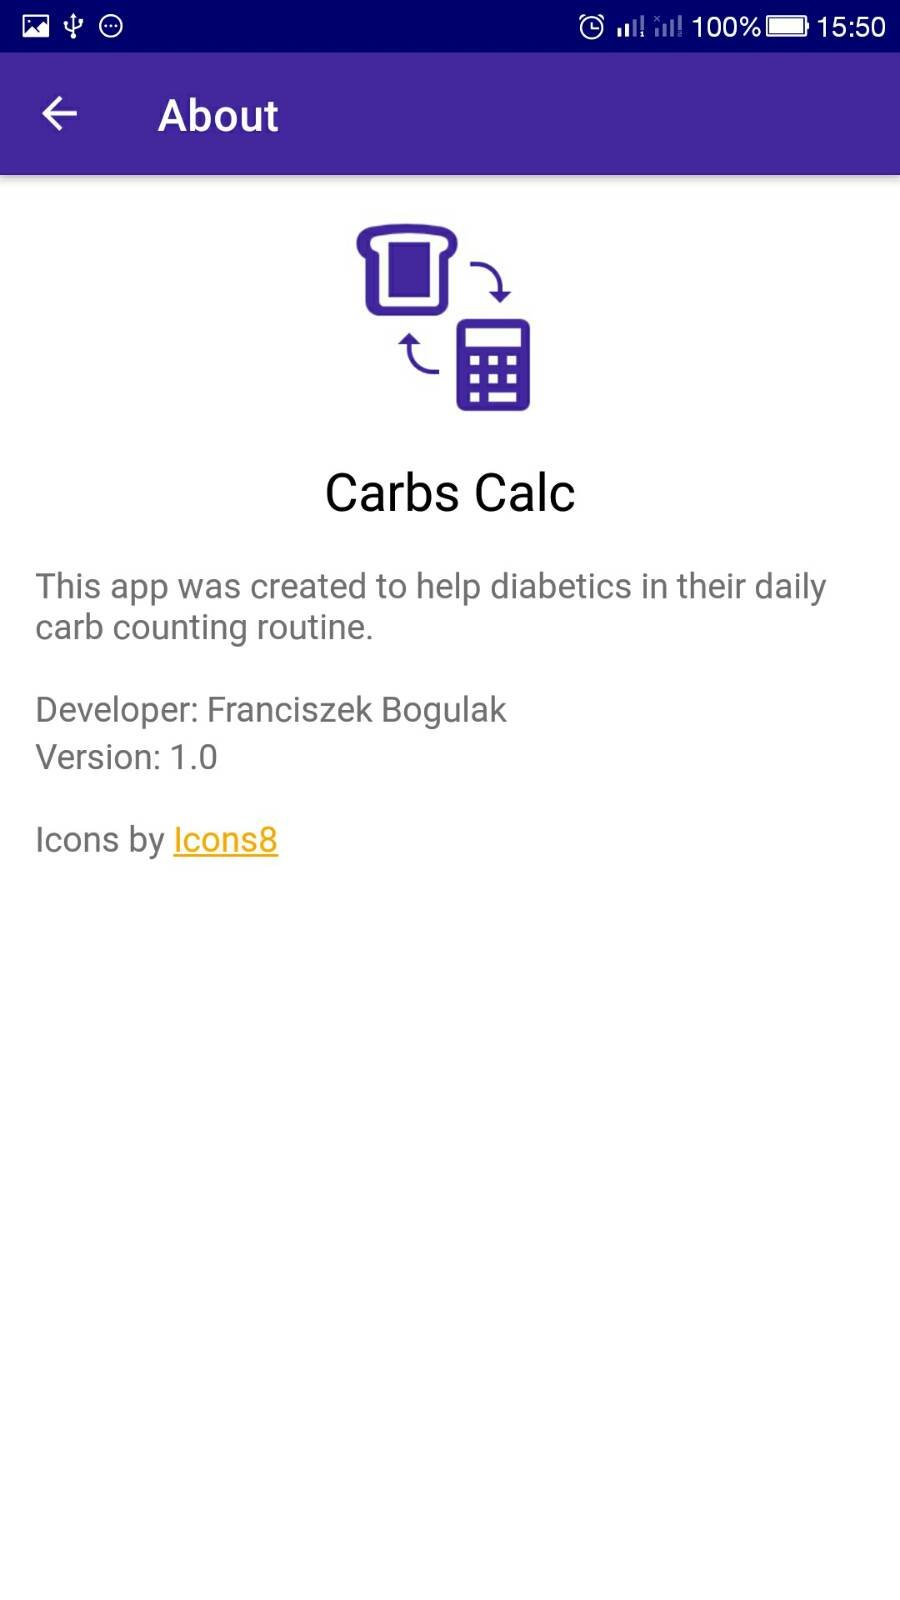 100% 15:50
About
Carbs Calc
This app was created to help diabetics in their daily
carb counting routine.
Developer: Franciszek Bogulak
Version: 1.0
Icons by Icons8